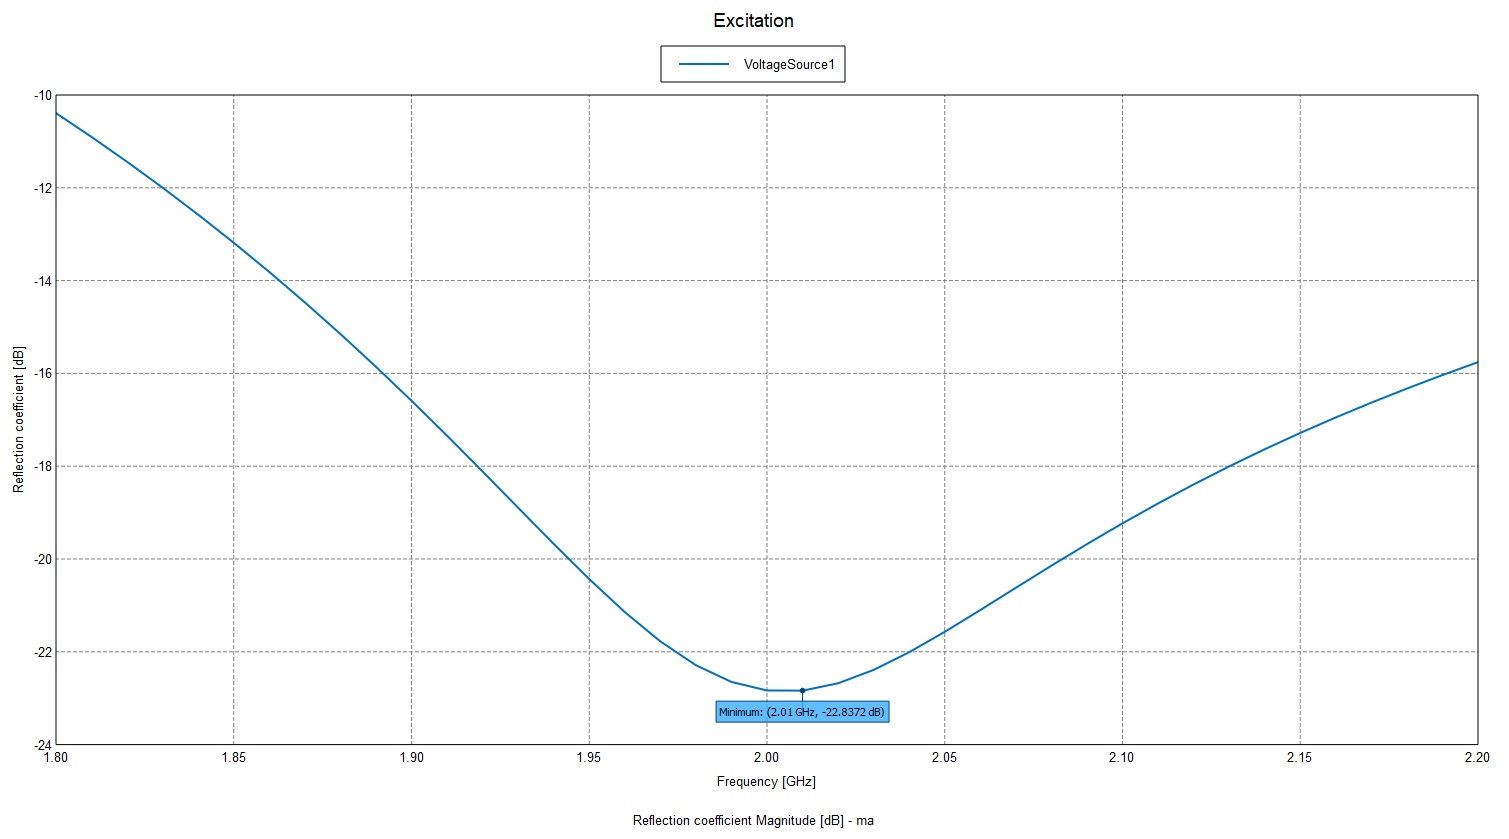 Excitation
VoltageSource1
-10
-12
-14
-16
-18
-20
-22
-24
Reflection coefficient [dB]
Minimum: (2.01 GHz, -22.8372 dB)
1.80 1.85 1.90 1.95 2.00 2.05 2.10 2.15 2.20
Frequency [GHz]
Reflection coefficient Magnitude [dB] - ma